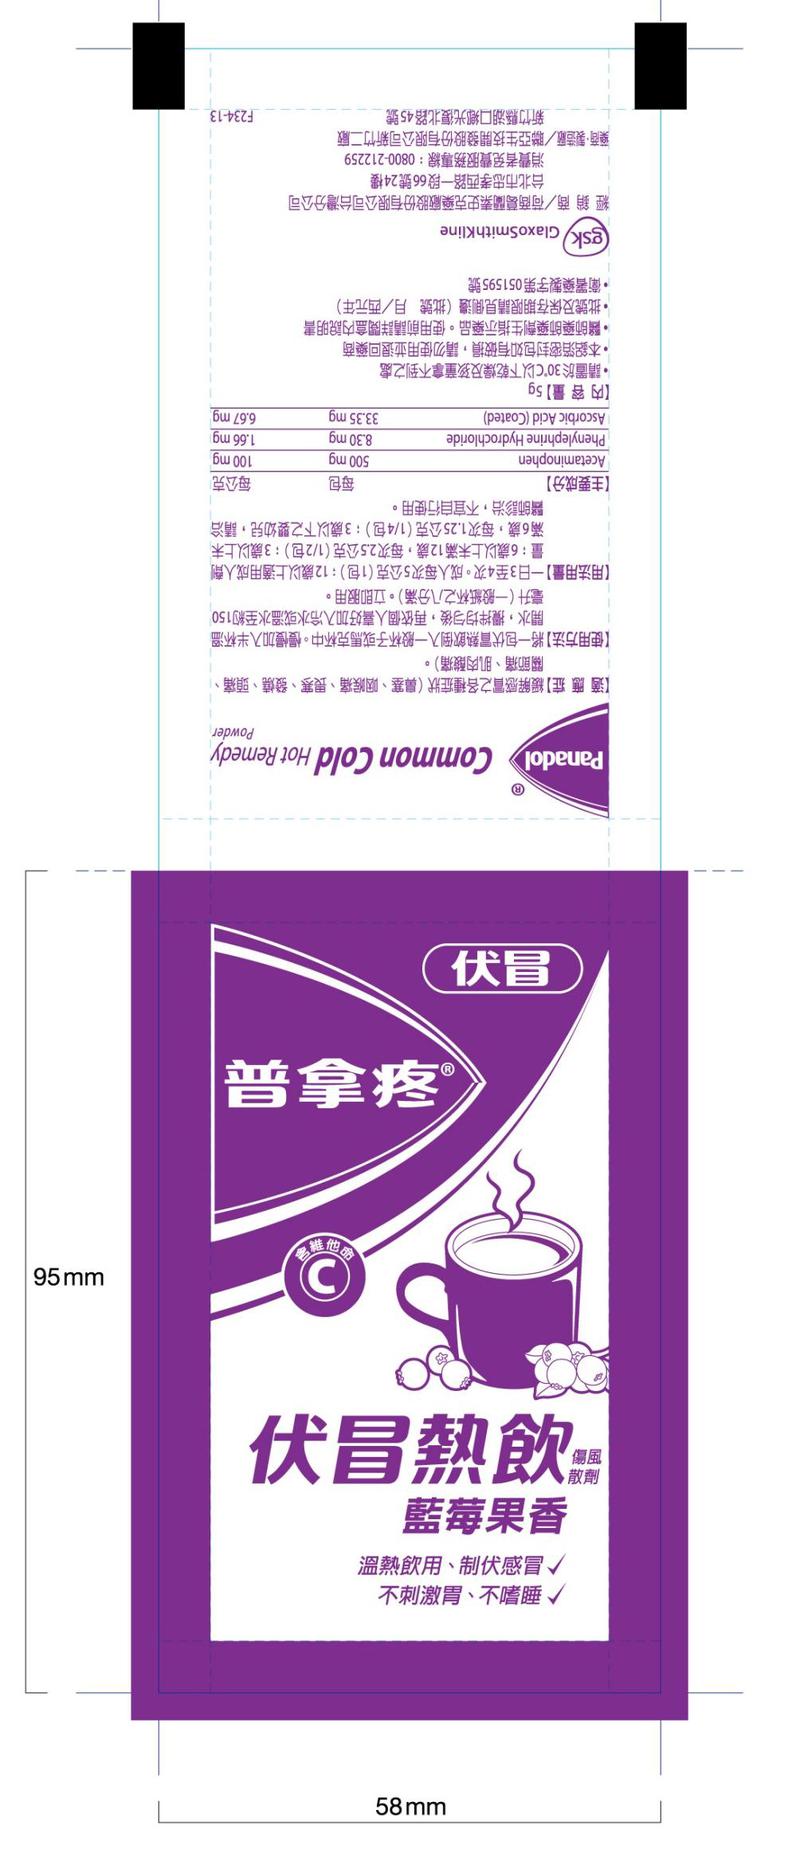 Panadol®
Common Cold Hot Remedy
Powder
【適 應 症】緩解感冒之各種症狀（鼻塞、咽喉痛、畏寒、發燒、頭痛、
關節痛、肌肉酸痛）。
【使用方法】將一包伏冒熱飲倒入一般杯子或馬克杯中。慢慢加入半杯溫
開水，攪拌均勻後，再依個人喜好加入冷水或溫水至約150
毫升（一般紙杯之八分滿）。立即服用。
【用法用量】一日3至4次。成人每次5公克（1包）；12歲以上適用成人劑
量；6歲以上未滿12歲，每次2.5公克（1/2包）；3歲以上未
滿6歲，每次1.25公克（1/4包）；3歲以下之嬰幼兒，請洽
醫師診治，不宜自行使用。
【主要成分】 每包 每公克
Acetaminophen 500 mg 100 mg
Phenylephrine Hydrochloride 8.30 mg 1.66 mg
Ascorbic Acid (Coated) 33.35 mg 6.67 mg
【內 容 量】5g
•請置於30°C以下乾燥及孩童拿不到之處
•本鋁箔密封包如有破損，請勿使用並退回藥商
•醫師藥師藥劑生指示藥品。使用前請詳閱盒內說明書
•批號及保存期限請見側邊（批號 月／西元年）
•衛署藥製字第051595號
gsk GlaxoSmithKline
經 銷 商／荷商葛蘭素史克藥廠股份有限公司台灣分公司
台北市忠孝西路一段66號24樓
消費者免費服務專線：0800-212259
藥商·製造廠／聯亞生技開發股份有限公司新竹二廠
新竹縣湖口鄉光復北路45號 F234-13
伏冒
普拿疼®
含維他命
C
伏冒熱飲 傷風
散劑
藍莓果香
溫熱飲用、制伏感冒✓
不刺激胃、不嗜睡✓
95mm
58mm